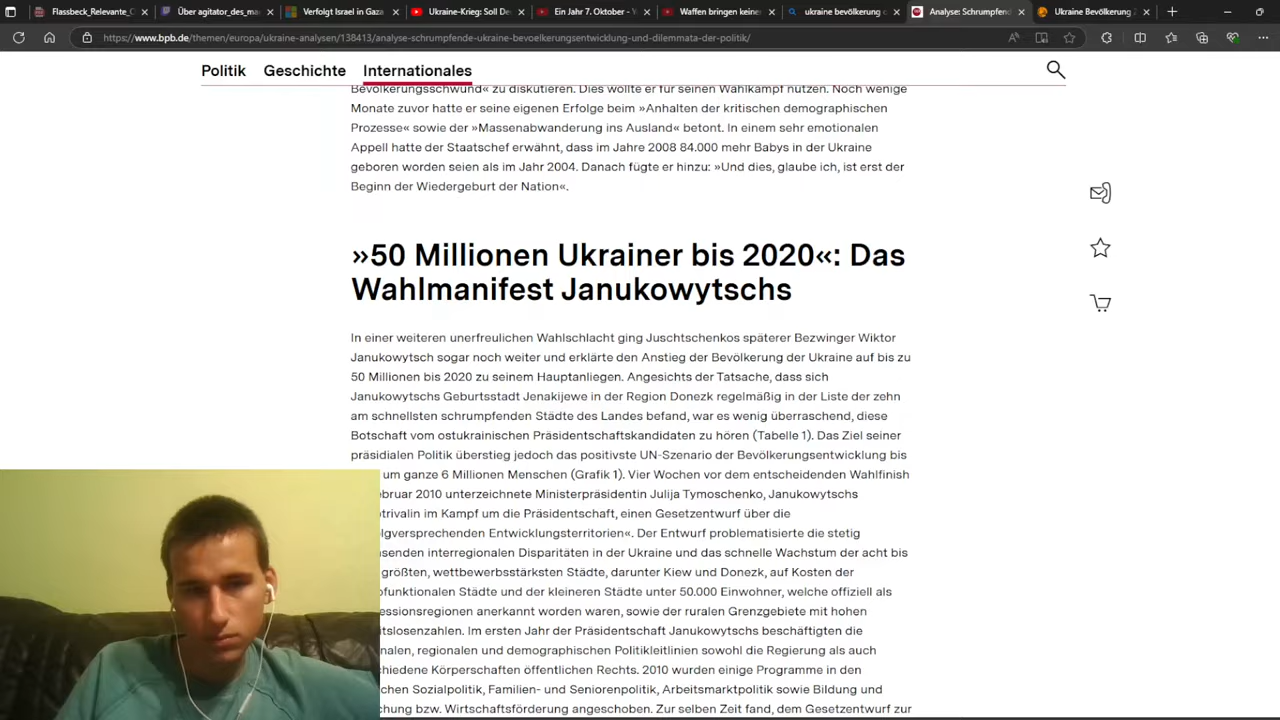 Flassbeck_Relevante_C
Über agitator_des_ma
Verfolgt Israel in Gaza
Ukraine-Krieg: Soll De
Ein Jahr 7. Oktober - Y
Waffen bringen keiner
ukraine bevölkerung c
Analyse: Schrumpfend
Ukraine Bevölkerung
https://www.bpb.de/themen/europa/ukraine-analysen/138413/analyse-schrumpfende-ukraine-bevoelkerungsentwicklung-und-dilemmata-der-politik/
Politik Geschichte Internationales
Bevölkerungsschwund« zu diskutieren. Dies wollte er für seinen Wahlkampf nutzen. Noch wenige
Monate zuvor hatte er seine eigenen Erfolge beim »Anhalten der kritischen demographischen
Prozesse« sowie der »Massenabwanderung ins Ausland« betont. In einem sehr emotionalen
Appell hatte der Staatschef erwähnt, dass im Jahre 2008 84.000 mehr Babys in der Ukraine
geboren worden seien als im Jahr 2004. Danach fügte er hinzu: »Und dies, glaube ich, ist erst der
Beginn der Wiedergeburt der Nation«.
»50 Millionen Ukrainer bis 2020«: Das
Wahlmanifest Janukowytschs
In einer weiteren unerfreulichen Wahlschlacht ging Juschtschenkos späterer Bezwinger Wiktor
Janukowytsch sogar noch weiter und erklärte den Anstieg der Bevölkerung der Ukraine auf bis zu
50 Millionen bis 2020 zu seinem Hauptanliegen. Angesichts der Tatsache, dass sich
Janukowytschs Geburtsstadt Jenakijewe in der Region Donezk regelmäßig in der Liste der zehn
am schnellsten schrumpfenden Städte des Landes befand, war es wenig überraschend, diese
Botschaft vom ostukrainischen Präsidentschaftskandidaten zu hören (Tabelle 1). Das Ziel seiner
präsidialen Politik überstieg jedoch das positivste UN-Szenario der Bevölkerungsentwicklung bis
um ganze 6 Millionen Menschen (Grafik 1). Vier Wochen vor dem entscheidenden Wahlfinish
ebruar 2010 unterzeichnete Ministerpräsidentin Julija Tymoschenko, Janukowytschs
ptrivalin im Kampf um die Präsidentschaft, einen Gesetzentwurf über die
lgversprechenden Entwicklungsterritorien«. Der Entwurf problematisierte die stetig
senden interregionalen Disparitäten in der Ukraine und das schnelle Wachstum der acht bis
größten, wettbewerbsstärksten Städte, darunter Kiew und Donezk, auf Kosten der
ofunktionalen Städte und der kleineren Städte unter 50.000 Einwohner, welche offiziell als
essionsregionen anerkannt worden waren, sowie der ruralen Grenzgebiete mit hohen
itslosenzahlen. Im ersten Jahr der Präsidentschaft Janukowytschs beschäftigten die
nalen, regionalen und demographischen Politikleitlinien sowohl die Regierung als auch
chiedene Körperschaften öffentlichen Rechts. 2010 wurden einige Programme in den
chen Sozialpolitik, Familien- und Seniorenpolitik, Arbeitsmarktpolitik sowie Bildung und
chung bzw. Wirtschaftsförderung angeschoben. Zur selben Zeit fand, dem Gesetzentwurf zur